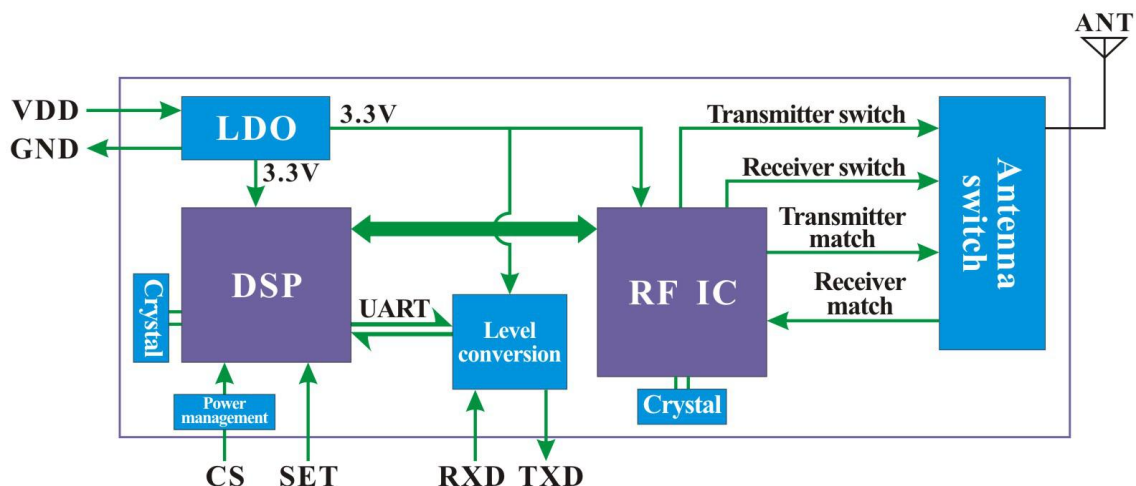 ANT
VDD
LDO
3.3V
Transmitter switch
GND
3.3V
Receiver switch
Antenna
switch
Transmitter
match
DSP
RF IC
Receiver
match
Crystal
UART
Level
conversion
Power
management
Crystal
CS
SET
RXD
TXD